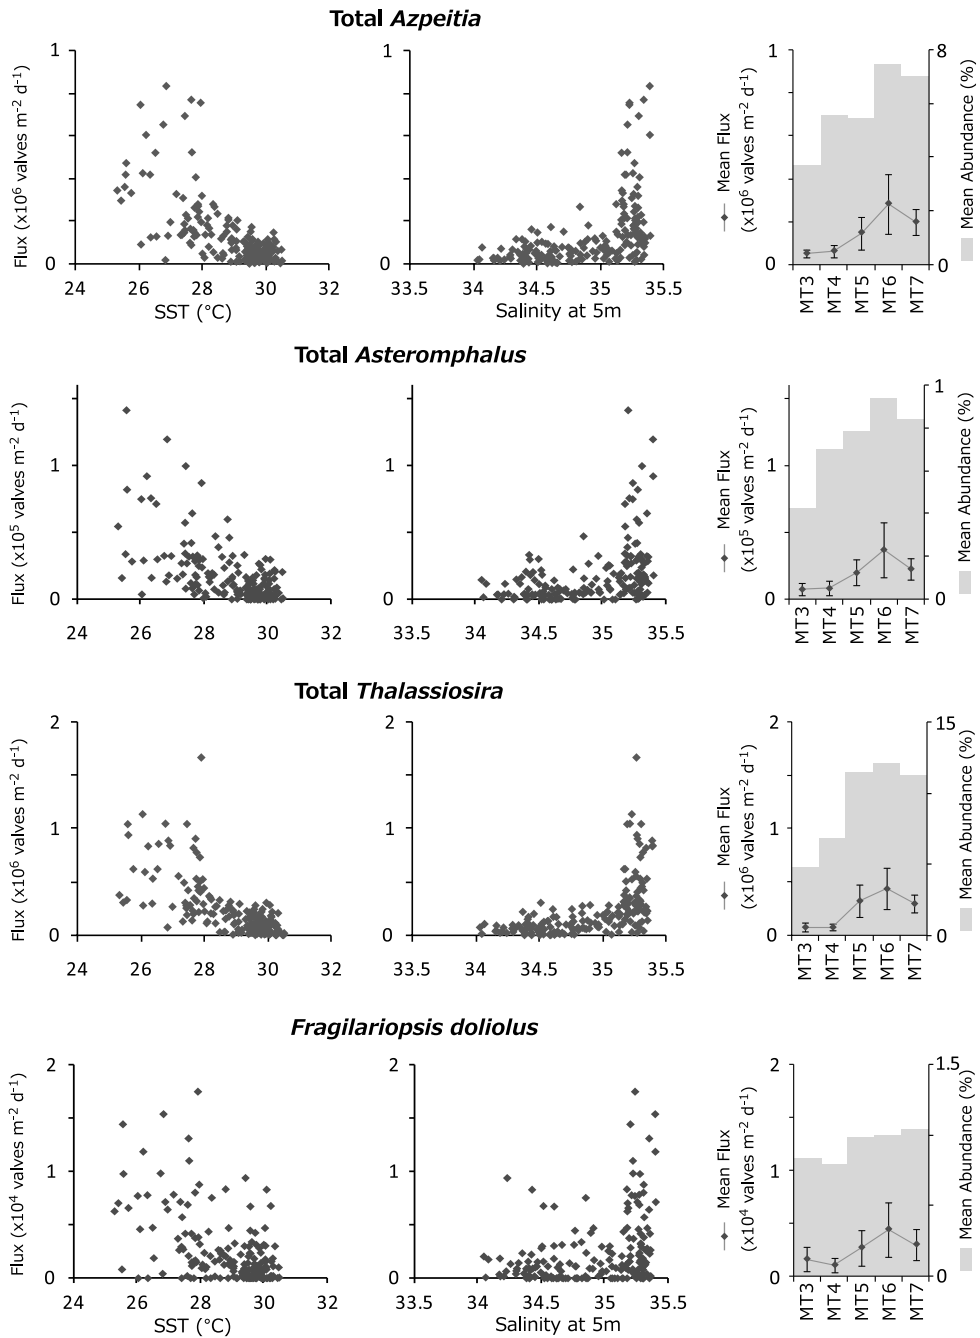 Total Azpeitia
Flux (x10⁶ valves m⁻² d⁻¹)
1
0
24 26 28 30 32
SST (°C)
1
0
33.5 34 34.5 35 35.5
Salinity at 5m
Mean Flux
(x10⁶ valves m⁻² d⁻¹)
1
0
8
0
MT3 MT4 MT5 MT6 MT7
Mean Abundance (%)
Total Asteromphalus
Flux (x10⁵ valves m⁻² d⁻¹)
1
0
24 26 28 30 32
1
0
33.5 34 34.5 35 35.5
Mean Flux
(x10⁵ valves m⁻² d⁻¹)
1
0
1
0
MT3 MT4 MT5 MT6 MT7
Mean Abundance (%)
Total Thalassiosira
Flux (x10⁶ valves m⁻² d⁻¹)
2
1
0
24 26 28 30 32
2
1
0
33.5 34 34.5 35 35.5
Mean Flux
(x10⁶ valves m⁻² d⁻¹)
2
1
0
15
0
MT3 MT4 MT5 MT6 MT7
Mean Abundance (%)
Fragilariopsis doliolus
Flux (x10⁴ valves m⁻² d⁻¹)
2
1
0
24 26 28 30 32
SST (°C)
2
1
0
33.5 34 34.5 35 35.5
Salinity at 5m
Mean Flux
(x10⁴ valves m⁻² d⁻¹)
2
1
0
1.5
0
MT3 MT4 MT5 MT6 MT7
Mean Abundance (%)